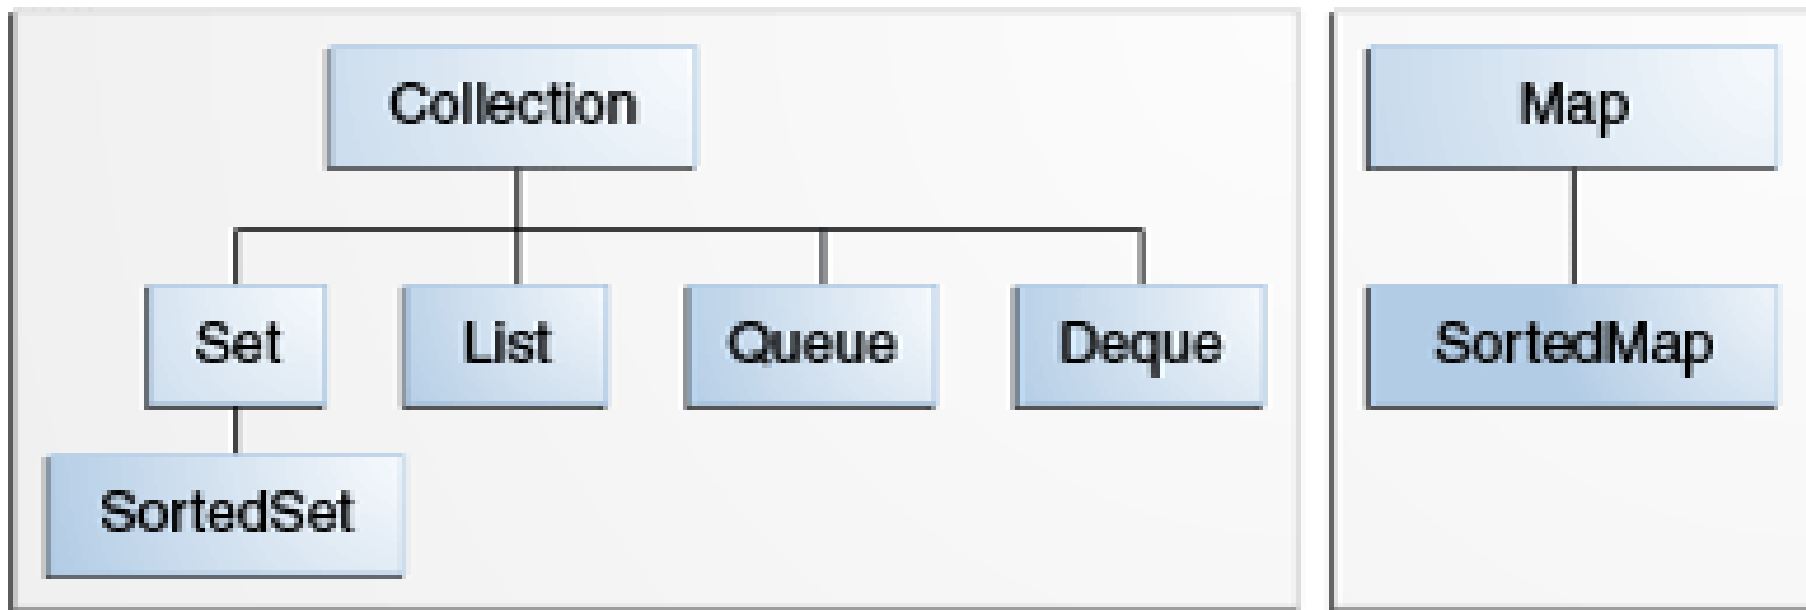 Collection
Map
Set
List
Queue
Deque
SortedMap
SortedSet